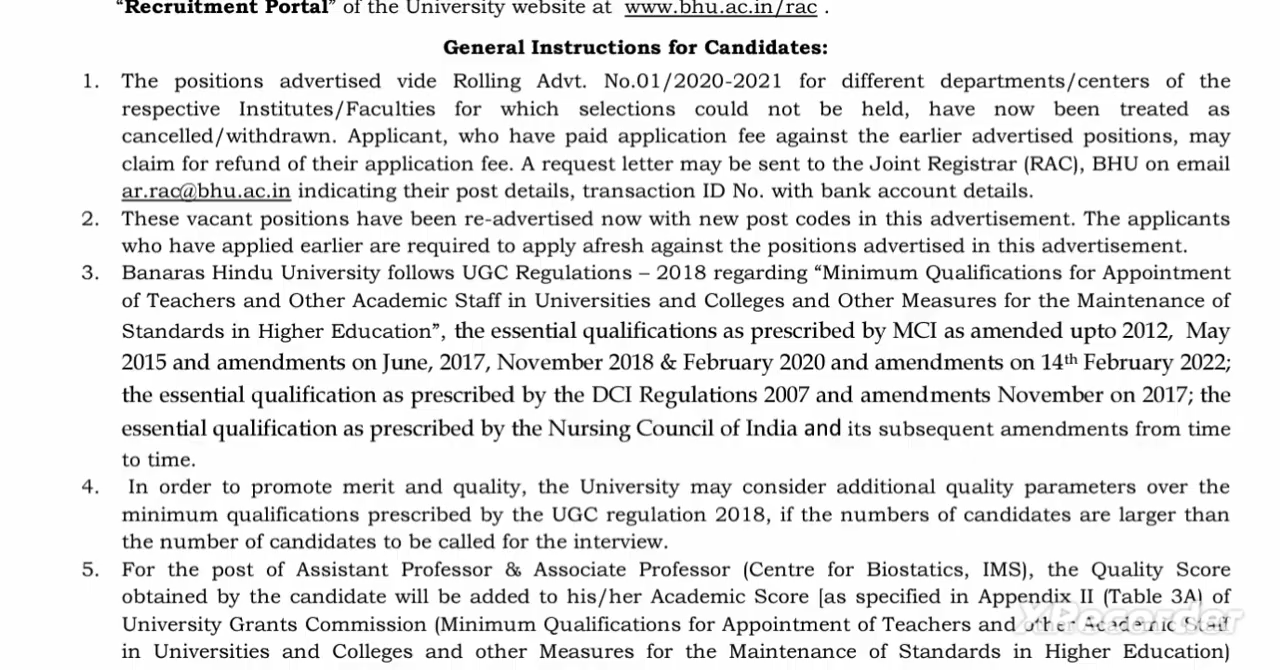 "Recruitment Portal" of the University website at www.bhu.ac.in/rac .
General Instructions for Candidates:
1. The positions advertised vide Rolling Advt. No.01/2020-2021 for different departments/centers of the
respective Institutes/Faculties for which selections could not be held, have now been treated as
cancelled/withdrawn. Applicant, who have paid application fee against the earlier advertised positions, may
claim for refund of their application fee. A request letter may be sent to the Joint Registrar (RAC), BHU on email
ar.rac@bhu.ac.in indicating their post details, transaction ID No. with bank account details.
2. These vacant positions have been re-advertised now with new post codes in this advertisement. The applicants
who have applied earlier are required to apply afresh against the positions advertised in this advertisement.
3. Banaras Hindu University follows UGC Regulations – 2018 regarding "Minimum Qualifications for Appointment
of Teachers and Other Academic Staff in Universities and Colleges and Other Measures for the Maintenance of
Standards in Higher Education", the essential qualifications as prescribed by MCI as amended upto 2012, May
2015 and amendments on June, 2017, November 2018 & February 2020 and amendments on 14th February 2022;
the essential qualification as prescribed by the DCI Regulations 2007 and amendments November on 2017; the
essential qualification as prescribed by the Nursing Council of India and its subsequent amendments from time
to time.
4. In order to promote merit and quality, the University may consider additional quality parameters over the
minimum qualifications prescribed by the UGC regulation 2018, if the numbers of candidates are larger than
the number of candidates to be called for the interview.
5. For the post of Assistant Professor & Associate Professor (Centre for Biostatics, IMS), the Quality Score
obtained by the candidate will be added to his/her Academic Score [as specified in Appendix II (Table 3A) of
University Grants Commission (Minimum Qualifications for Appointment of Teachers and other Academic Staff
in Universities and Colleges and other Measures for the Maintenance of Standards in Higher Education)
XRecorder